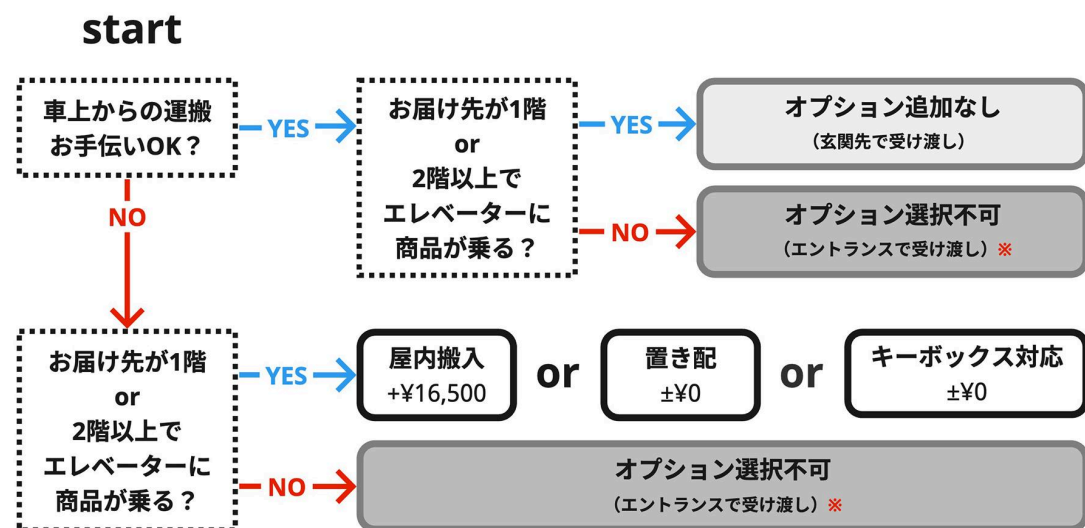 start
車上からの運搬
お手伝いOK？
YES
お届け先が1階
or
2階以上で
エレベーターに
商品が乗る？
YES
オプション追加なし
（玄関先で受け渡し）
NO
オプション選択不可
（エントランスで受け渡し）※
NO
お届け先が1階
or
2階以上で
エレベーターに
商品が乗る？
YES
屋内搬入
+¥16,500
or
置き配
±¥0
or
キーボックス対応
±¥0
NO
オプション選択不可
（エントランスで受け渡し）※